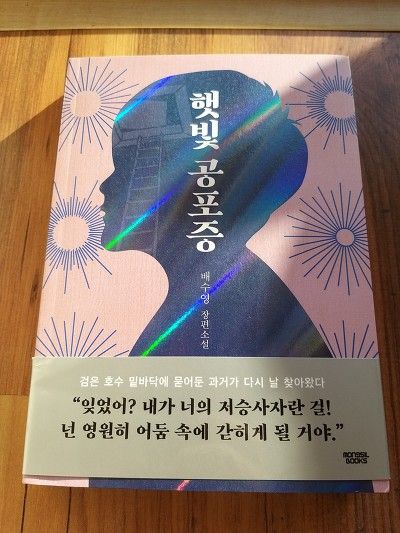 햇빛 공포증
배수영 장편소설
검은 호수 밑바닥에 묻어둔 과거가 다시 날 찾아왔다
“잊었어? 내가 너의 저승사자란 걸!
넌 영원히 어둠 속에 갇히게 될 거야.”
MONGSIL
BOOKS